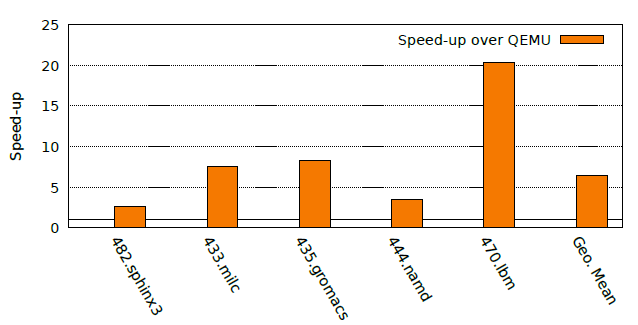 25
Speed-up over QEMU
20
15
10
5
0
Speed-up
482.sphinx3
433.milc
435.gromacs
444.namd
470.lbm
Geo. Mean